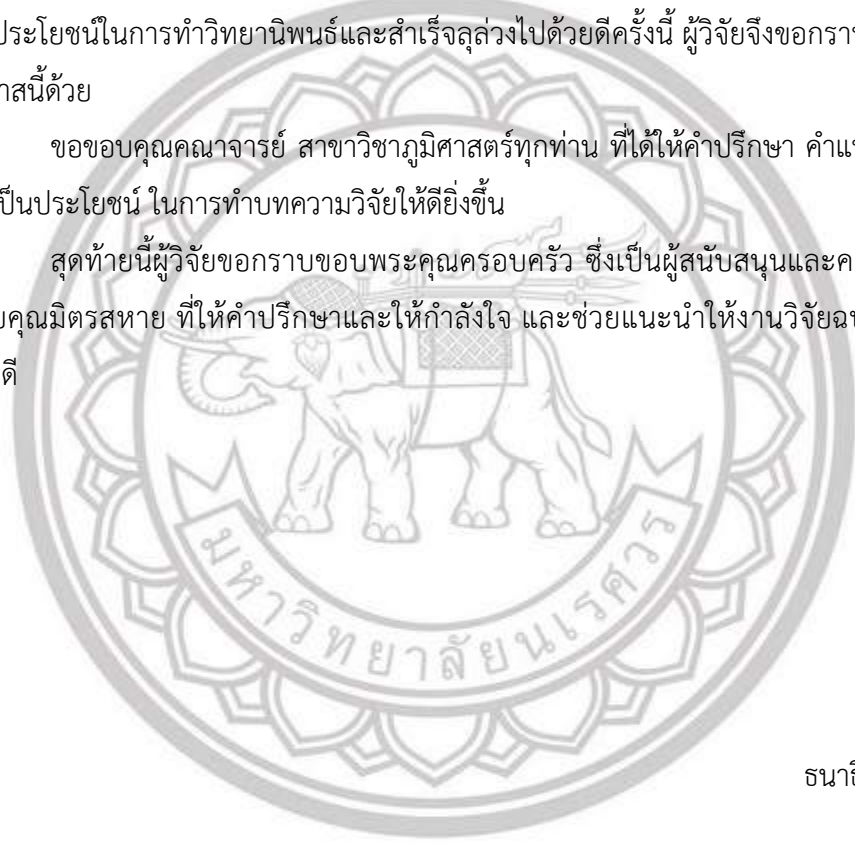 ประโยชน์ในการทำวิทยานิพนธ์และสำเร็จลุล่วงไปด้วยดีครั้งนี้ ผู้วิจัยจึงขอกราบ
าสนี้ด้วย
ขอขอบคุณคณาจารย์ สาขาวิชาภูมิศาสตร์ทุกท่าน ที่ได้ให้คำปรึกษา คำแน
เป็นประโยชน์ ในการทำบทความวิจัยให้ดียิ่งขึ้น
สุดท้ายนี้ผู้วิจัยขอกราบขอบพระคุณครอบครัว ซึ่งเป็นผู้สนับสนุนและค
บคุณมิตรสหาย ที่ให้คำปรึกษาและให้กำลังใจ และช่วยแนะนำให้งานวิจัยฉบ
ดี
มหาวิทยาลัยนเรศวร
ธนาธิ